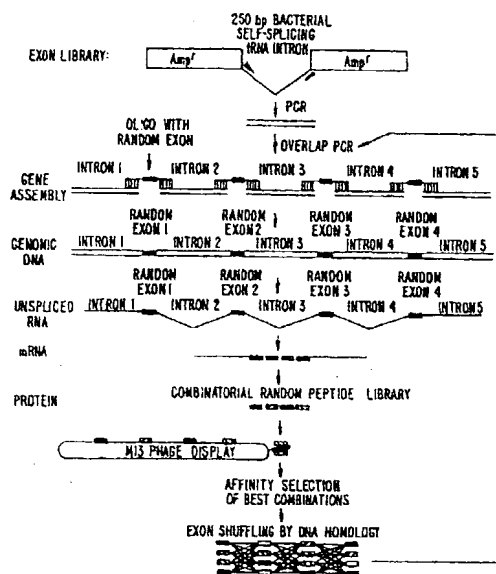 250 bp BACTERIAL
SELF-SPLICING
tRNA INTRON
EXON LIBRARY:
Ampʳ
Ampʳ
PCR
OLIGO WITH
RANDOM EXON
OVERLAP PCR
INTRON 1
INTRON 2
INTRON 3
INTRON 4
INTRON 5
GENE
ASSEMBLY
RANDOM
EXON 1
RANDOM
EXON 2
RANDOM
EXON 3
RANDOM
EXON 4
GENOMIC
DNA
INTRON 1
INTRON 2
INTRON 3
INTRON 4
INTRON 5
RANDOM
EXON 1
RANDOM
EXON 2
RANDOM
EXON 3
RANDOM
EXON 4
UNSPLICED
RNA
INTRON 1
INTRON 2
INTRON 3
INTRON 4
INTRON 5
mRNA
COMBINATORIAL RANDOM PEPTIDE LIBRARY
PROTEIN
M13 PHAGE DISPLAY
AFFINITY SELECTION
OF BEST COMBINATIONS
EXON SHUFFLING BY DNA HOMOLOGY